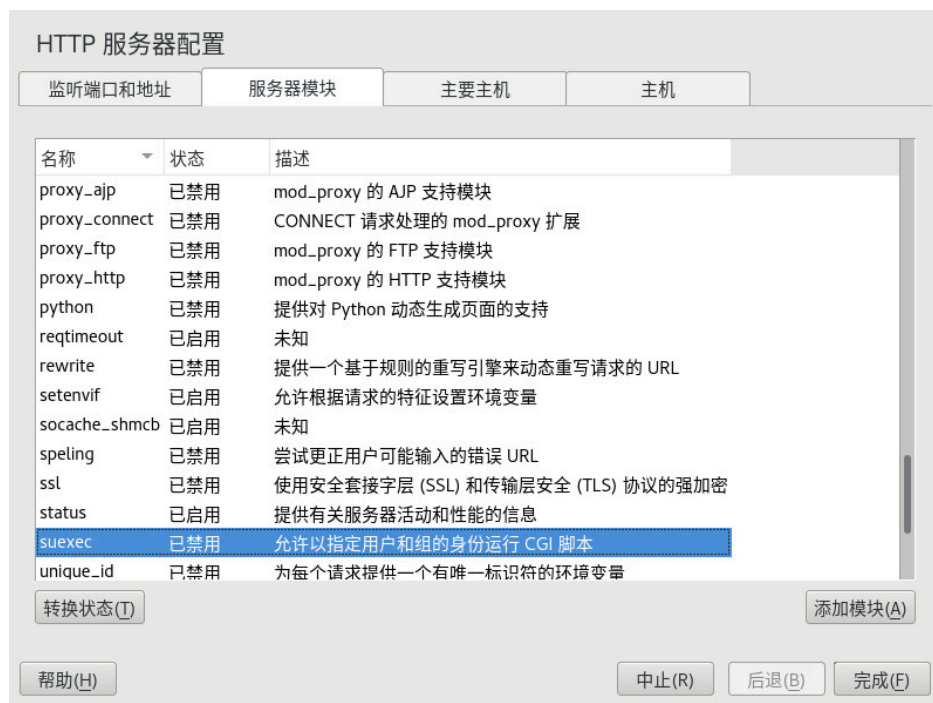 HTTP 服务器配置
监听端口和地址 服务器模块 主要主机 主机
名称 状态 描述
proxy_ajp 已禁用 mod_proxy 的 AJP 支持模块
proxy_connect 已禁用 CONNECT 请求处理的 mod_proxy 扩展
proxy_ftp 已禁用 mod_proxy 的 FTP 支持模块
proxy_http 已禁用 mod_proxy 的 HTTP 支持模块
python 已禁用 提供对 Python 动态生成页面的支持
reqtimeout 已启用 未知
rewrite 已禁用 提供一个基于规则的重写引擎来动态重写请求的 URL
setenvif 已启用 允许根据请求的特征设置环境变量
socache_shmcb 已启用 未知
speling 已禁用 尝试更正用户可能输入的错误 URL
ssl 已禁用 使用安全套接字层 (SSL) 和传输层安全 (TLS) 协议的强加密
status 已启用 提供有关服务器活动和性能的信息
suexec 已禁用 允许以指定用户和组的身份运行 CGI 脚本
unique_id 已禁用 为每个请求提供一个有唯一标识符的环境变量
转换状态(T) 添加模块(A)
帮助(H) 中止(R) 后退(B) 完成(F)